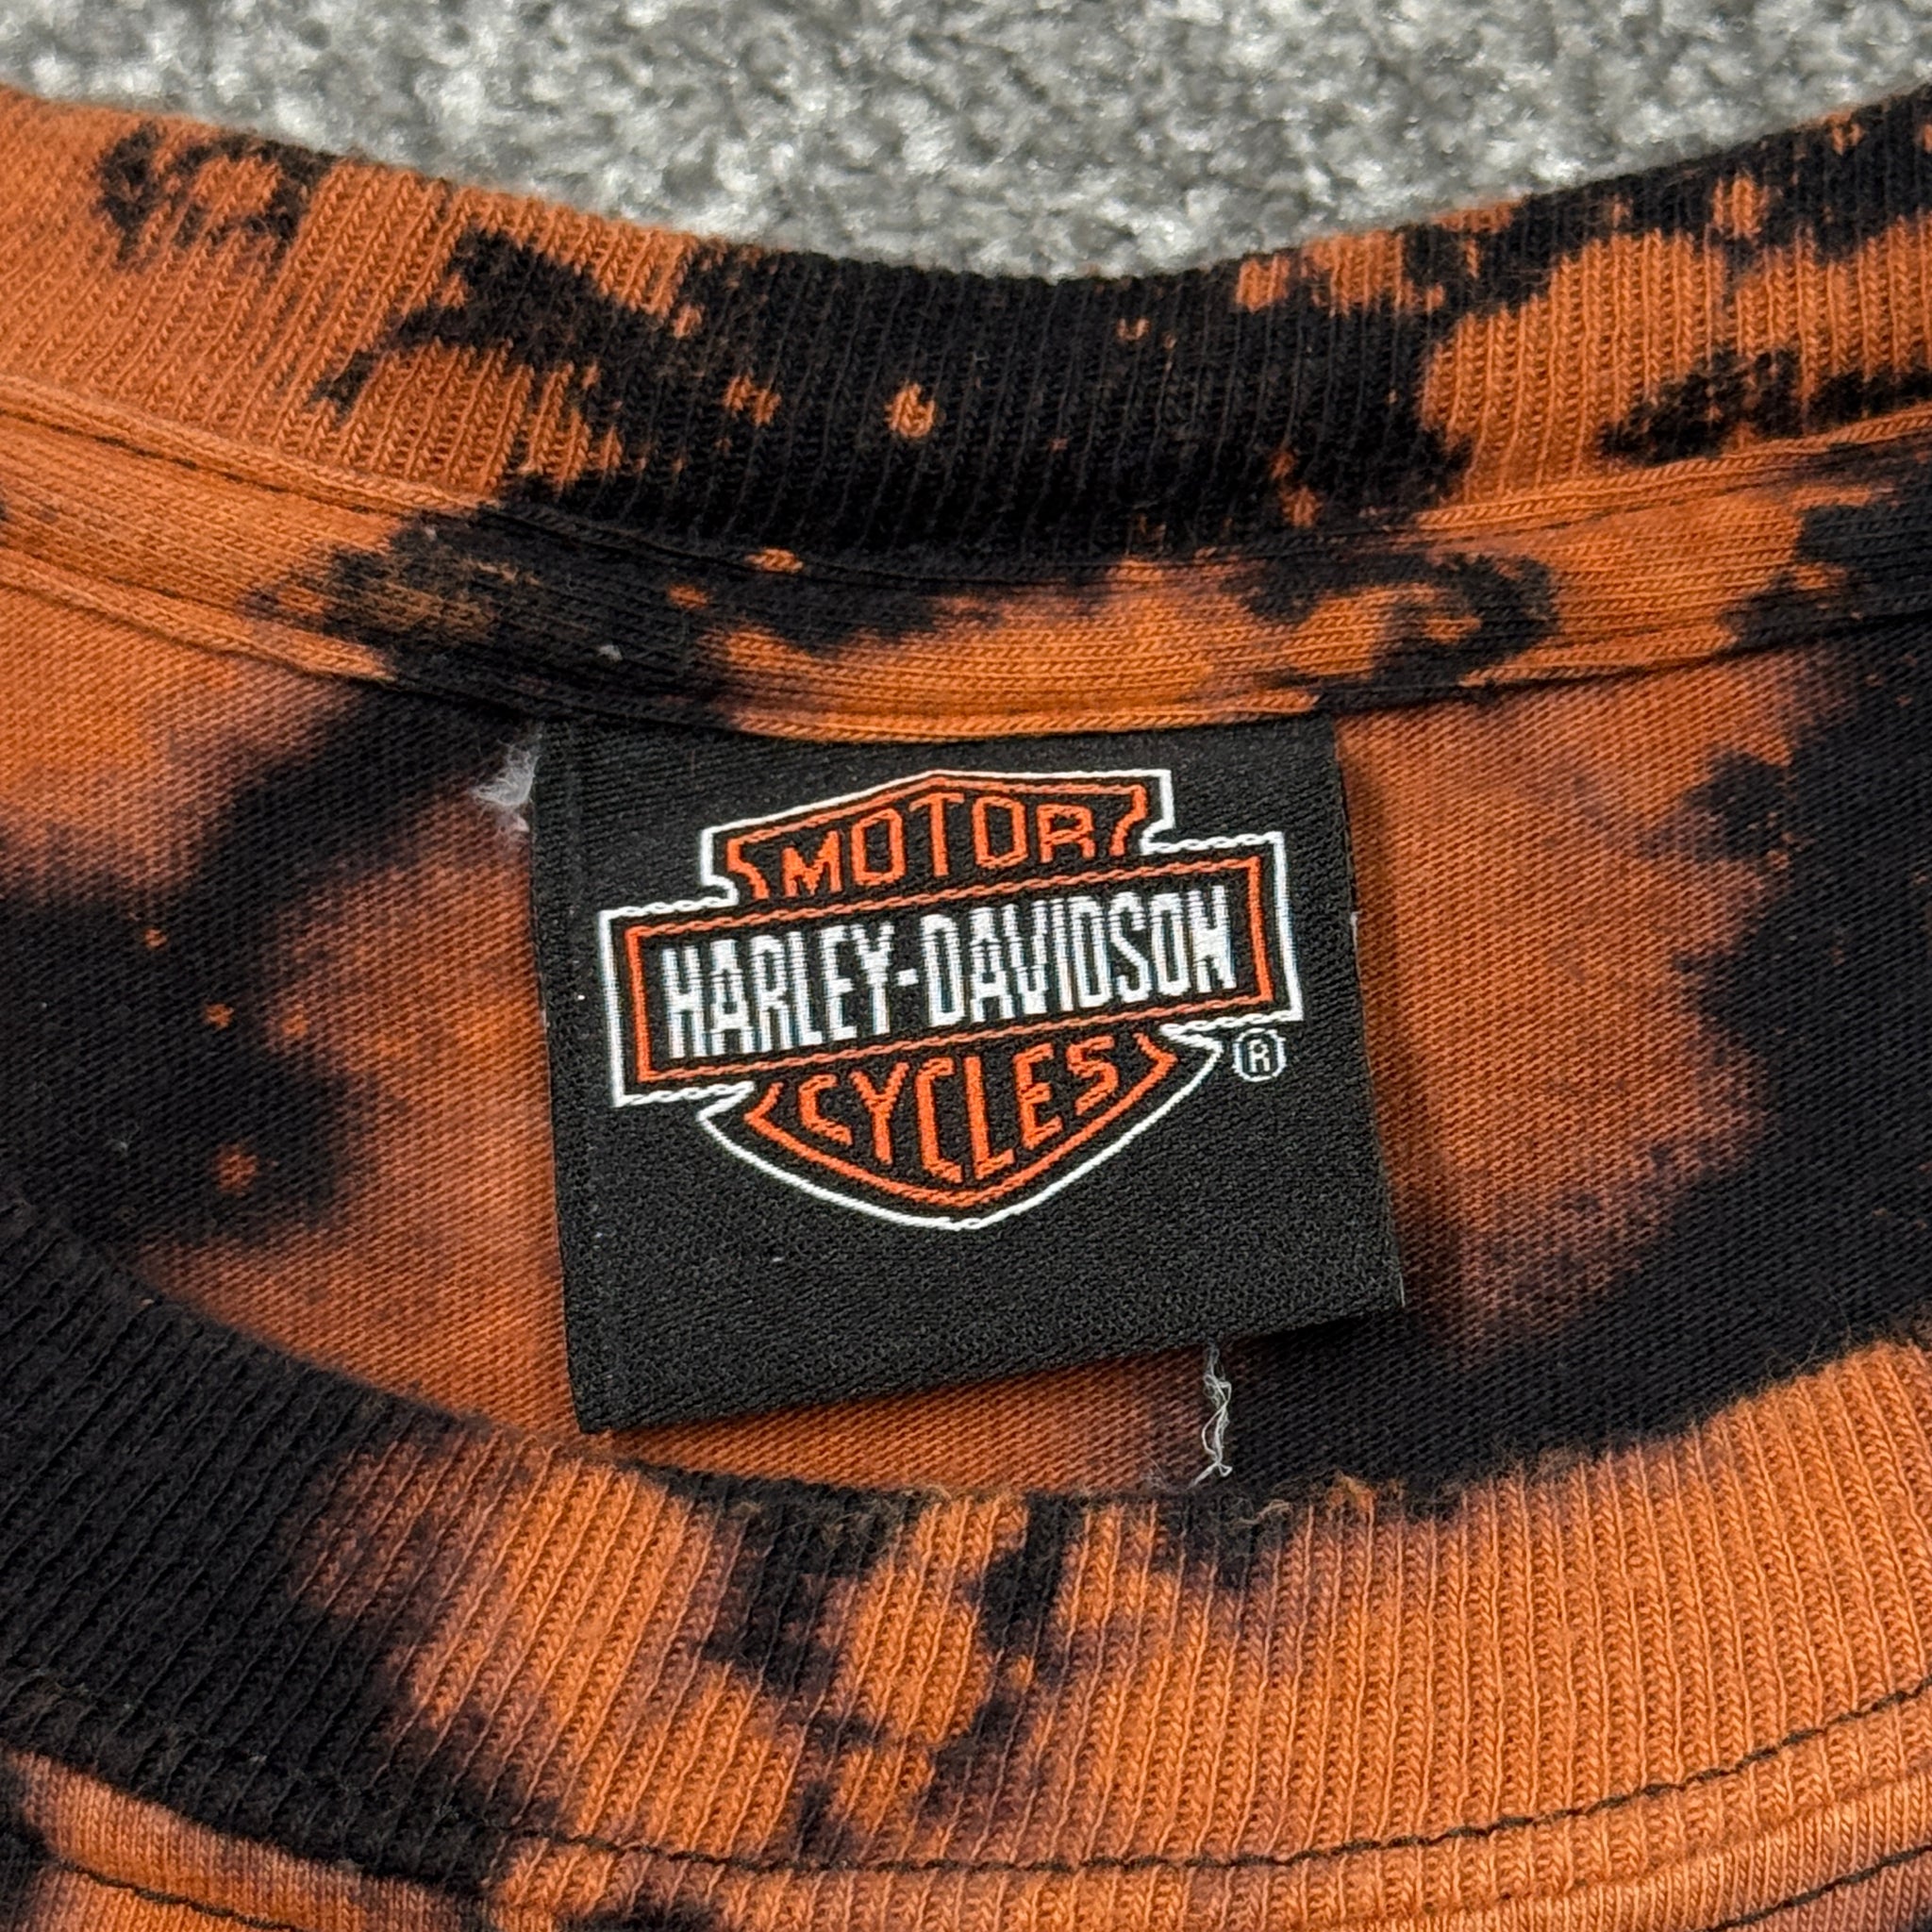 MOTOR
HARLEY-DAVIDSON
CYCLES
®